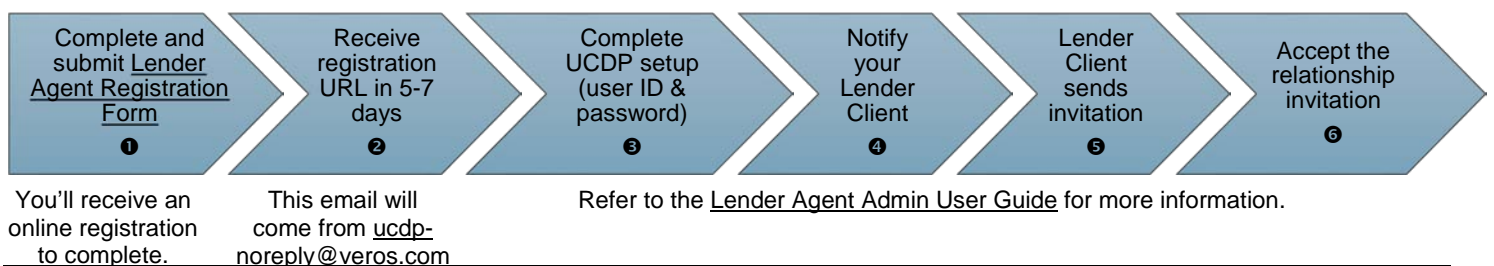 Complete and
submit Lender
Agent Registration
Form
❶
Receive
registration
URL in 5-7
days
❷
Complete
UCDP setup
(user ID &
password)
❸
Notify
your
Lender
Client
❹
Lender
Client
sends
invitation
❺
Accept the
relationship
invitation
❻
You’ll receive an
online registration
to complete.
This email will
come from ucdp-
noreply@veros.com
Refer to the Lender Agent Admin User Guide for more information.